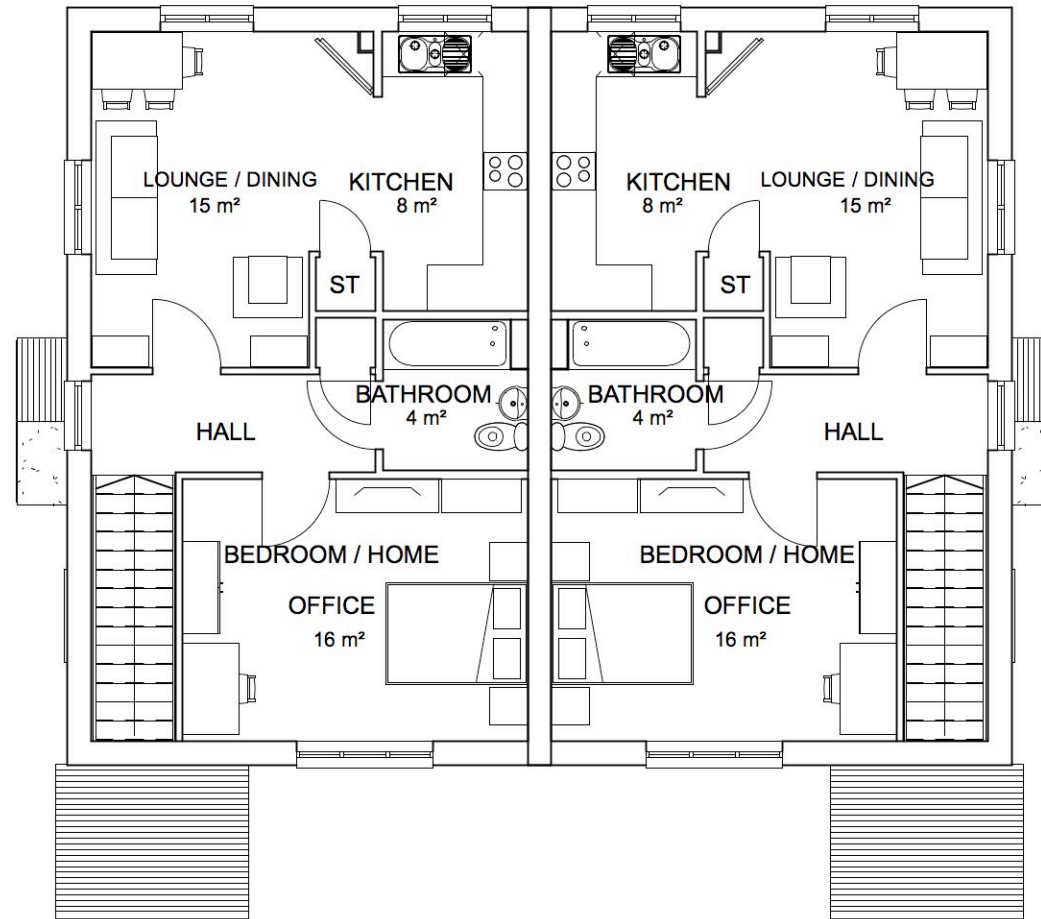 LOUNGE / DINING
15 m²
KITCHEN
8 m²
KITCHEN
8 m²
LOUNGE / DINING
15 m²
ST
ST
BATHROOM
4 m²
BATHROOM
4 m²
HALL
HALL
BEDROOM / HOME
OFFICE
16 m²
BEDROOM / HOME
OFFICE
16 m²